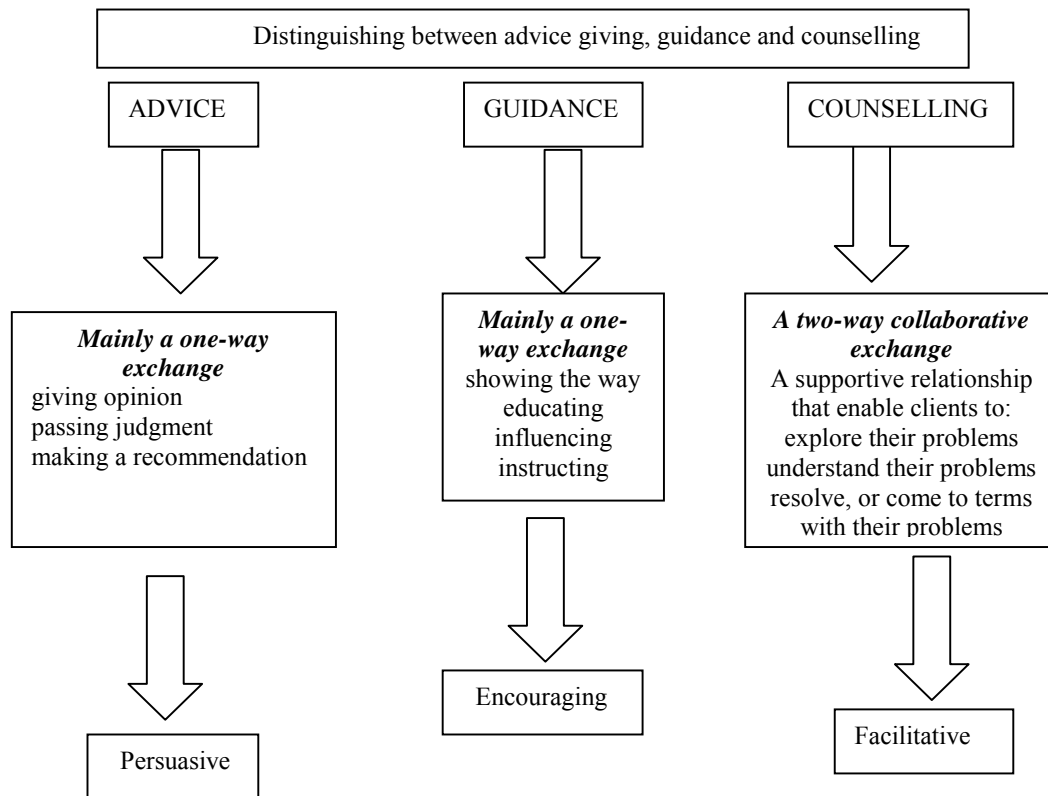 Distinguishing between advice giving, guidance and counselling
ADVICE
GUIDANCE
COUNSELLING
Mainly a one-way
exchange
giving opinion
passing judgment
making a recommendation
Mainly a one-
way exchange
showing the way
educating
influencing
instructing
A two-way collaborative
exchange
A supportive relationship
that enable clients to:
explore their problems
understand their problems
resolve, or come to terms
with their problems
Persuasive
Encouraging
Facilitative